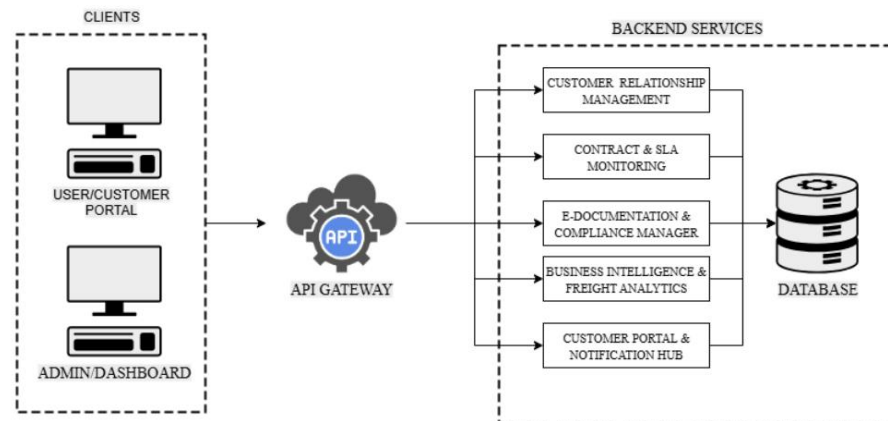 CLIENTS
USER/CUSTOMER
PORTAL
ADMIN/DASHBOARD
API
API GATEWAY
BACKEND SERVICES
CUSTOMER RELATIONSHIP
MANAGEMENT
CONTRACT & SLA
MONITORING
E-DOCUMENTATION &
COMPLIANCE MANAGER
BUSINESS INTELLIGENCE &
FREIGHT ANALYTICS
CUSTOMER PORTAL &
NOTIFICATION HUB
DATABASE